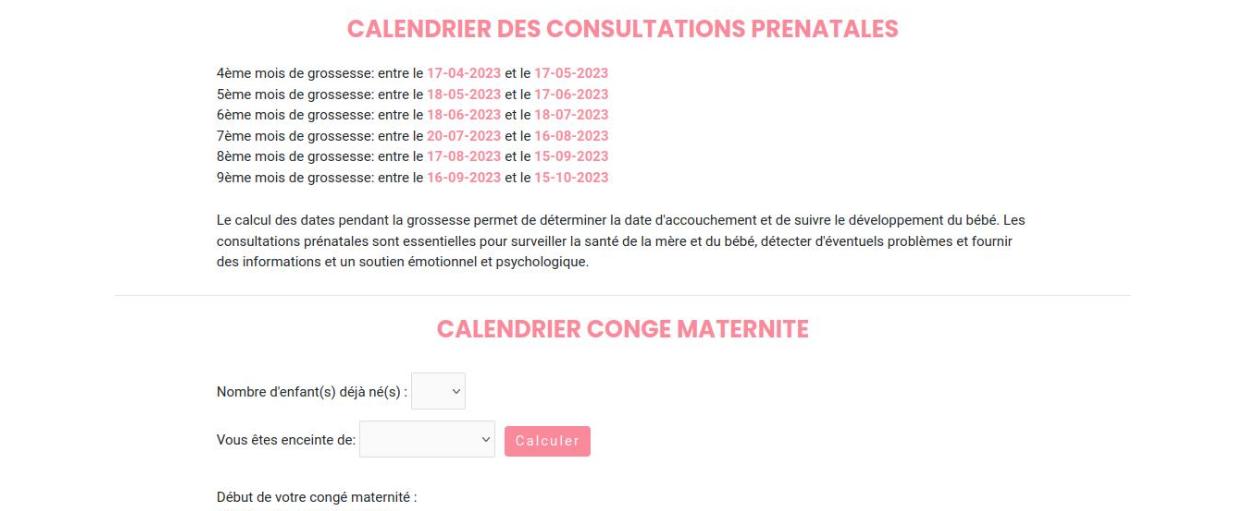 CALENDRIER DES CONSULTATIONS PRENATALES
4ème mois de grossesse: entre le 17-04-2023 et le 17-05-2023
5ème mois de grossesse: entre le 18-05-2023 et le 17-06-2023
6ème mois de grossesse: entre le 18-06-2023 et le 18-07-2023
7ème mois de grossesse: entre le 20-07-2023 et le 16-08-2023
8ème mois de grossesse: entre le 17-08-2023 et le 15-09-2023
9ème mois de grossesse: entre le 16-09-2023 et le 15-10-2023
Le calcul des dates pendant la grossesse permet de déterminer la date d'accouchement et de suivre le développement du bébé. Les
consultations prénatales sont essentielles pour surveiller la santé de la mère et du bébé, détecter d'éventuels problèmes et fournir
des informations et un soutien émotionnel et psychologique.
CALENDRIER CONGE MATERNITE
Nombre d'enfant(s) déjà né(s) :
Vous êtes enceinte de: Calculer
Début de votre congé maternité :